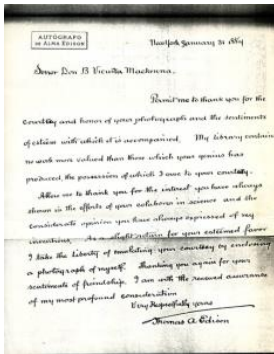 AUTÓGRAFO
DE ALMA EDISON
New York January 31 1889
Senor Don B Vicuña Mackenna.
Permit me to thank you for the
courtesy and honor of your photograph and the sentiments
of esteem with which it is accompanied. My library contains
no work more valued than those which your genius has
produced, the possession of which I owe to your courtesy.
Allow me to thank you for the interest you have always
shown in the efforts of your colabors in science and the
considerate opinion you have always expressed of my
inventions. As a slight return for your esteemed favor
I take the liberty of emulating your courtesy by enclosing
a photograph of myself. Thanking you again for your
sentiments of friendship. I am with the renewed assurance
of my most profound consideration
Very Respectfully yours
Thomas A Edison